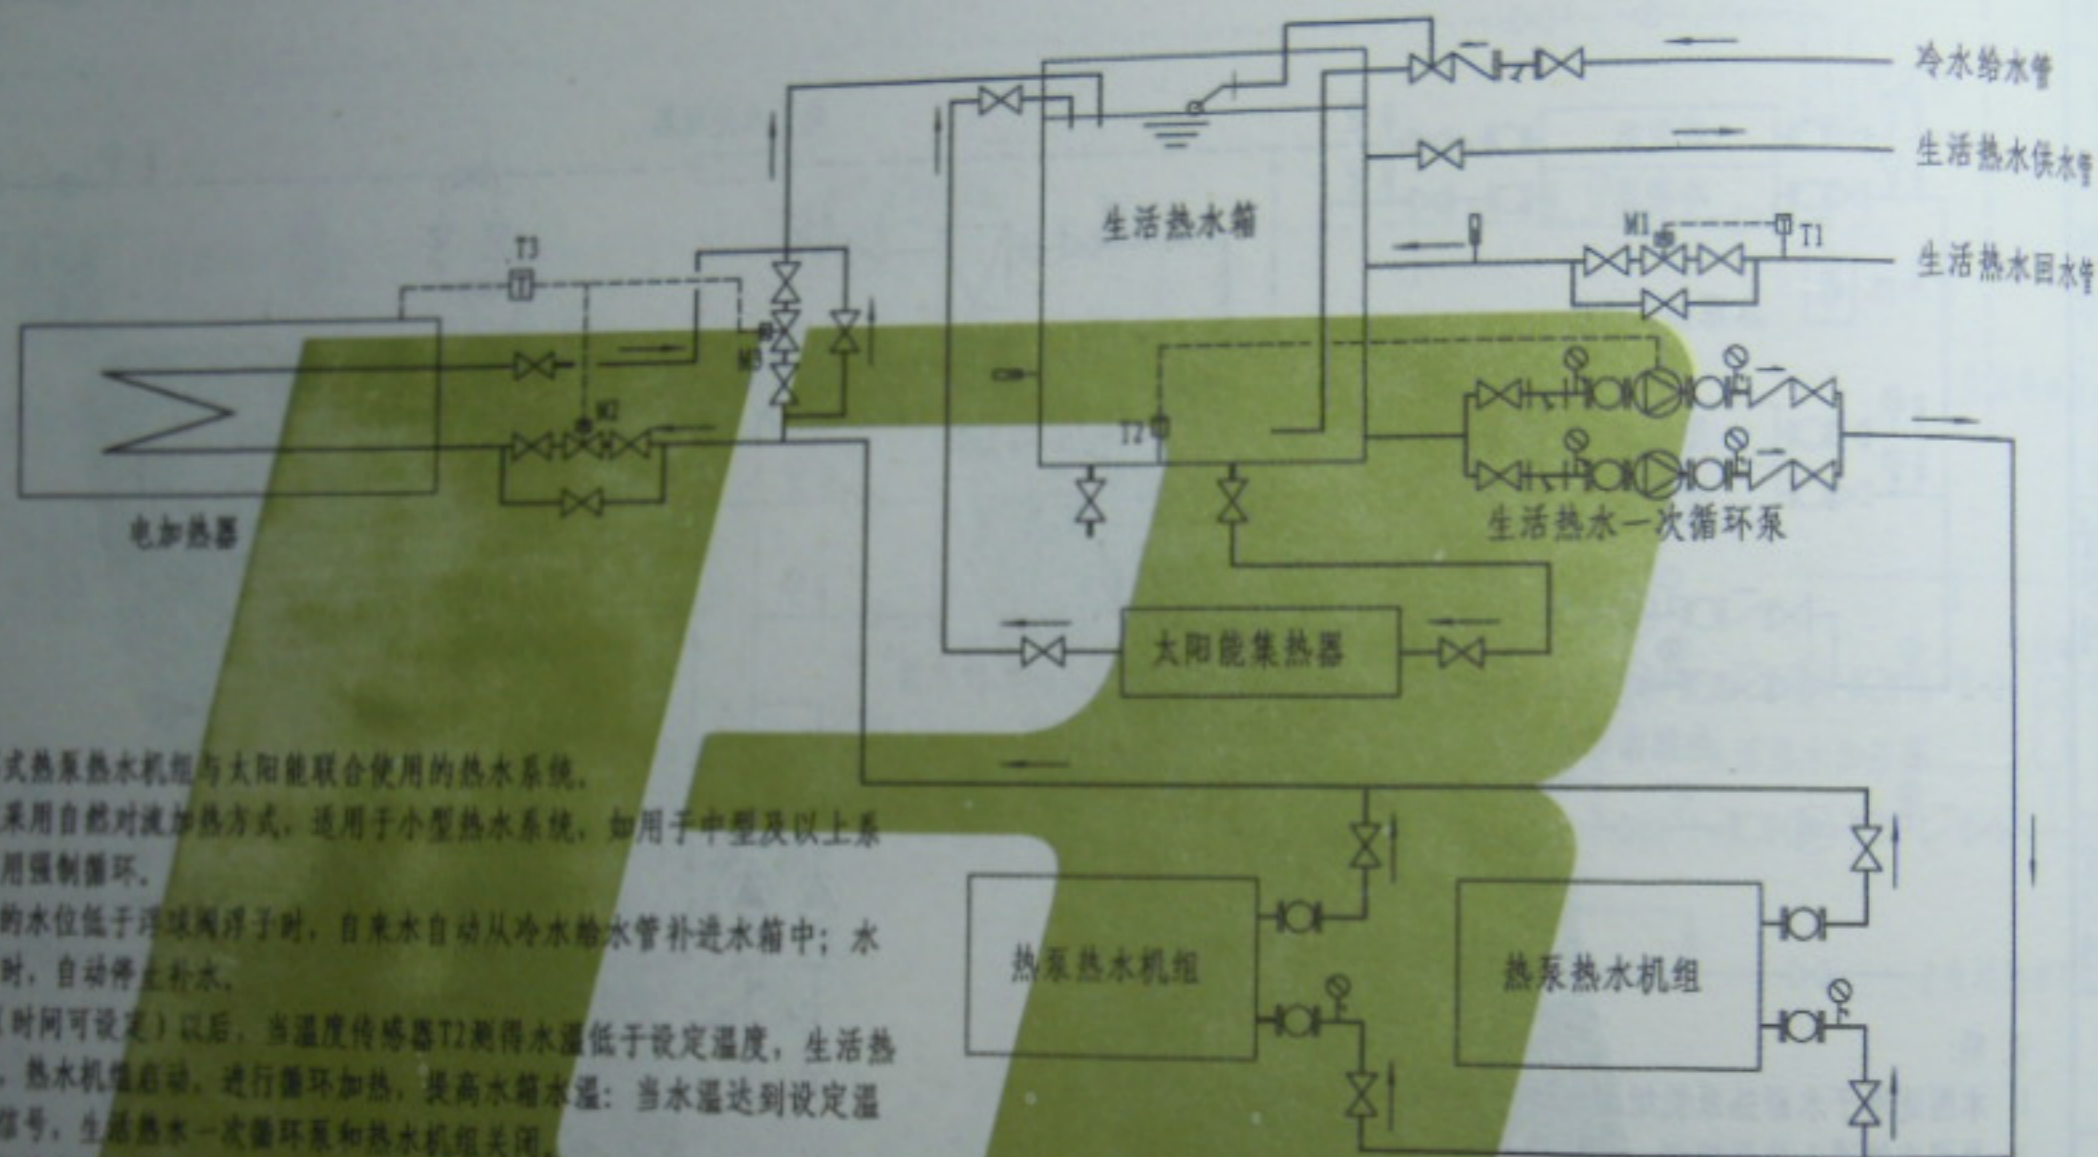 冷水给水管
生活热水供水管
生活热水箱
M1
T1
生活热水回水管
T3
M3
M2
T2
电加热器
生活热水一次循环泵
太阳能集热器
式热泵热水机组与太阳能联合使用的热水系统。
采用自然对流加热方式，适用于小型热水系统，如用于中型及以上系
用强制循环。
的水位低于浮球阀浮子时，自来水自动从冷水给水管补进水箱中；水
时，自动停止补水。
热泵热水机组
热泵热水机组
(时间可设定)以后，当温度传感器T2测得水温低于设定温度，生活热
，热水机组启动，进行循环加热，提高水箱水温；当水温达到设定温
信号，生活热水一次循环泵和热水机组关闭。